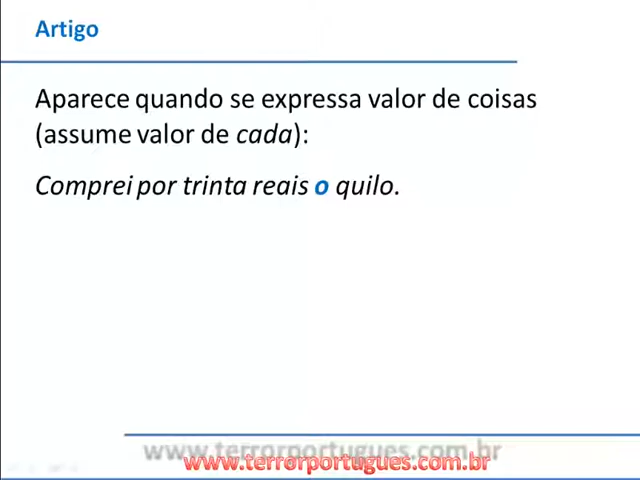 Artigo
Aparece quando se expressa valor de coisas
(assume valor de cada):
Comprei por trinta reais o quilo.
www.terrorportugues.com.br
www.terrorportugues.com.br